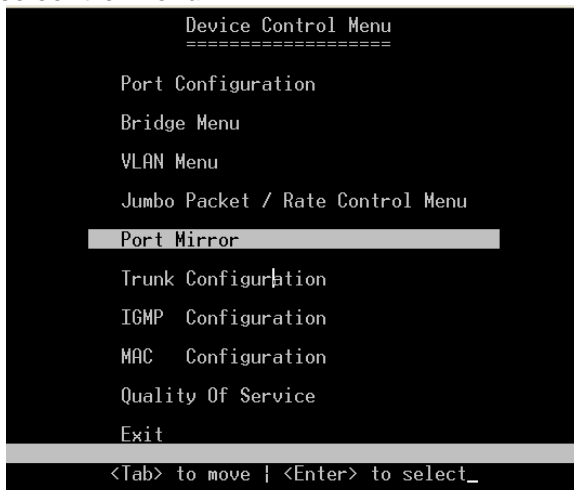 Device Control Menu
===================
Port Configuration
Bridge Menu
VLAN Menu
Jumbo Packet / Rate Control Menu
Port Mirror
Trunk Configuration
IGMP Configuration
MAC Configuration
Quality Of Service
Exit
<Tab> to move | <Enter> to select_